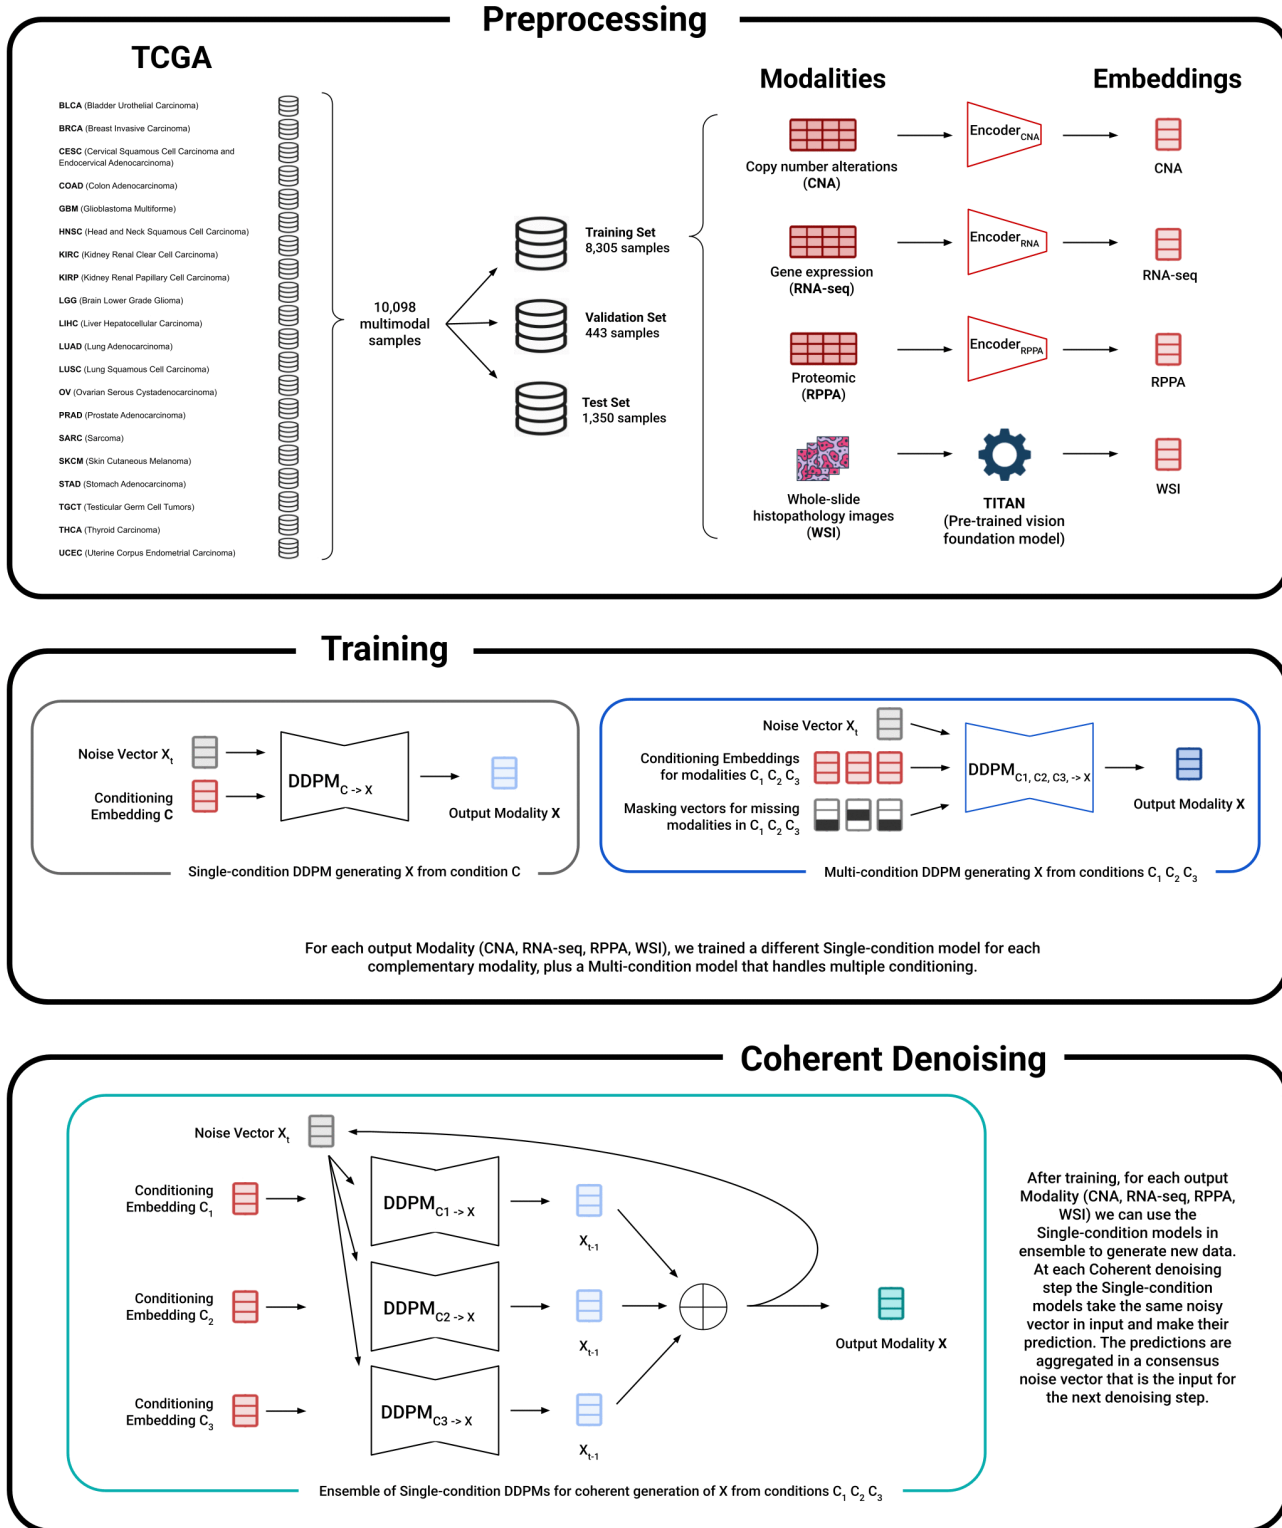 Preprocessing
TCGA
BLCA (Bladder Urothelial Carcinoma)
BRCA (Breast Invasive Carcinoma)
CESC (Cervical Squamous Cell Carcinoma and
Endocervical Adenocarcinoma)
COAD (Colon Adenocarcinoma)
GBM (Glioblastoma Multiforme)
HNSC (Head and Neck Squamous Cell Carcinoma)
KIRC (Kidney Renal Clear Cell Carcinoma)
KIRP (Kidney Renal Papillary Cell Carcinoma)
LGG (Brain Lower Grade Glioma)
LIHC (Liver Hepatocellular Carcinoma)
LUAD (Lung Adenocarcinoma)
LUSC (Lung Squamous Cell Carcinoma)
OV (Ovarian Serous Cystadenocarcinoma)
PRAD (Prostate Adenocarcinoma)
SARC (Sarcoma)
SKCM (Skin Cutaneous Melanoma)
STAD (Stomach Adenocarcinoma)
TGCT (Testicular Germ Cell Tumors)
THCA (Thyroid Carcinoma)
UCEC (Uterine Corpus Endometrial Carcinoma)
10,098
multimodal
samples
Training Set
8,305 samples
Validation Set
443 samples
Test Set
1,350 samples
Modalities
Embeddings
Copy number alterations
(CNA)
Encoder CNA
CNA
Gene expression
(RNA-seq)
Encoder RNA
RNA-seq
Proteomic
(RPPA)
Encoder RPPA
RPPA
Whole-slide
histopathology images
(WSI)
TITAN
(Pre-trained vision
foundation model)
WSI
Training
Noise Vector Xt
Conditioning
Embedding C
DDPM C -> X
Output Modality X
Single-condition DDPM generating X from condition C
Noise Vector Xt
Conditioning Embeddings
for modalities C1 C2 C3
Masking vectors for missing
modalities in C1 C2 C3
DDPM C1, C2, C3, -> X
Output Modality X
Multi-condition DDPM generating X from conditions C1 C2 C3
For each output Modality (CNA, RNA-seq, RPPA, WSI), we trained a different Single-condition model for each
complementary modality, plus a Multi-condition model that handles multiple conditioning.
Coherent Denoising
Noise Vector Xt
Conditioning
Embedding C1
DDPM C1 -> X
Xt-1
Conditioning
Embedding C2
DDPM C2 -> X
Xt-1
Conditioning
Embedding C3
DDPM C3 -> X
Xt-1
Output Modality X
Ensemble of Single-condition DDPMs for coherent generation of X from conditions C1 C2 C3
After training, for each output
Modality (CNA, RNA-seq, RPPA,
WSI) we can use the
Single-condition models in
ensemble to generate new data.
At each Coherent denoising
step the Single-condition
models take the same noisy
vector in input and make their
prediction. The predictions are
aggregated in a consensus
noise vector that is the input for
the next denoising step.